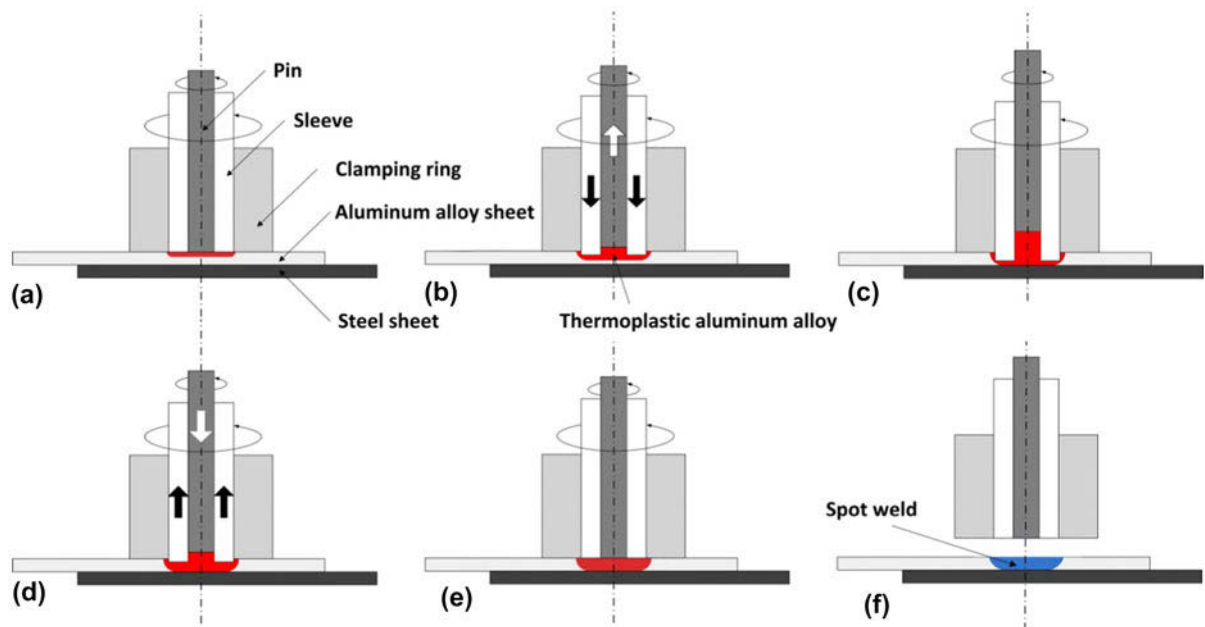 Pin
Sleeve
Clamping ring
Aluminum alloy sheet
(a)
(b)
(c)
Steel sheet
Thermoplastic aluminum alloy
Spot weld
(d)
(e)
(f)